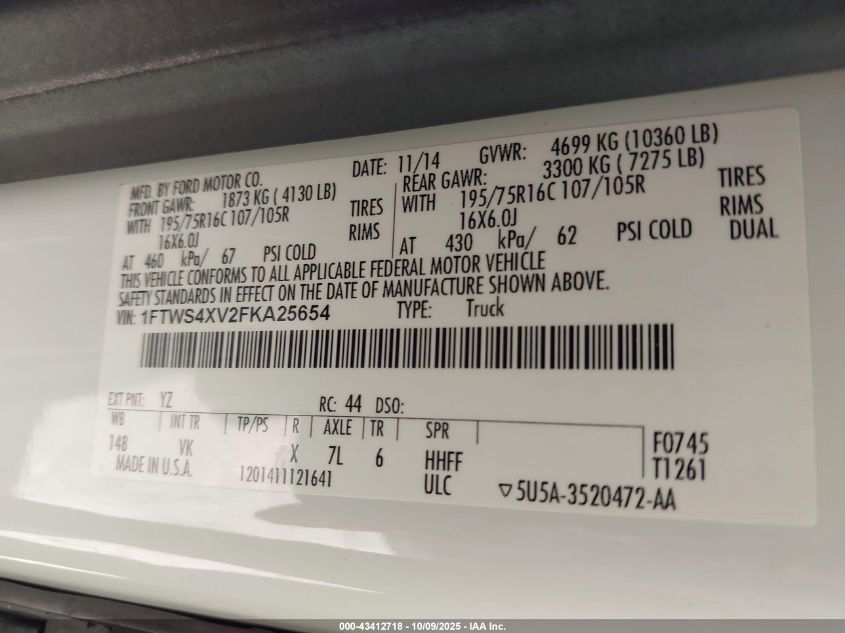 MFD. BY FORD MOTOR CO. DATE: 11/14 GVWR: 4699 KG (10360 LB)
FRONT GAWR: 1873 KG ( 4130 LB) REAR GAWR: 3300 KG ( 7275 LB)
WITH 195/75R16C 107/105R TIRES WITH 195/75R16C 107/105R TIRES
16X6.0J RIMS 16X6.0J RIMS
AT 460 kPa/ 67 PSI COLD AT 430 kPa/ 62 PSI COLD DUAL
THIS VEHICLE CONFORMS TO ALL APPLICABLE FEDERAL MOTOR VEHICLE
SAFETY STANDARDS IN EFFECT ON THE DATE OF MANUFACTURE SHOWN ABOVE.
VIN: 1FTWS4XV2FKA25654 TYPE: Truck
EXT PNT: YZ RC: 44 DSO:
WB INT TR TP/PS R AXLE TR SPR
148 VK X 7L 6 HHFF F0745
MADE IN U.S.A. 1201411121641 ULC T1261
▽5U5A-3520472-AA
000-43412718 - 10/09/2025 - IAA Inc.